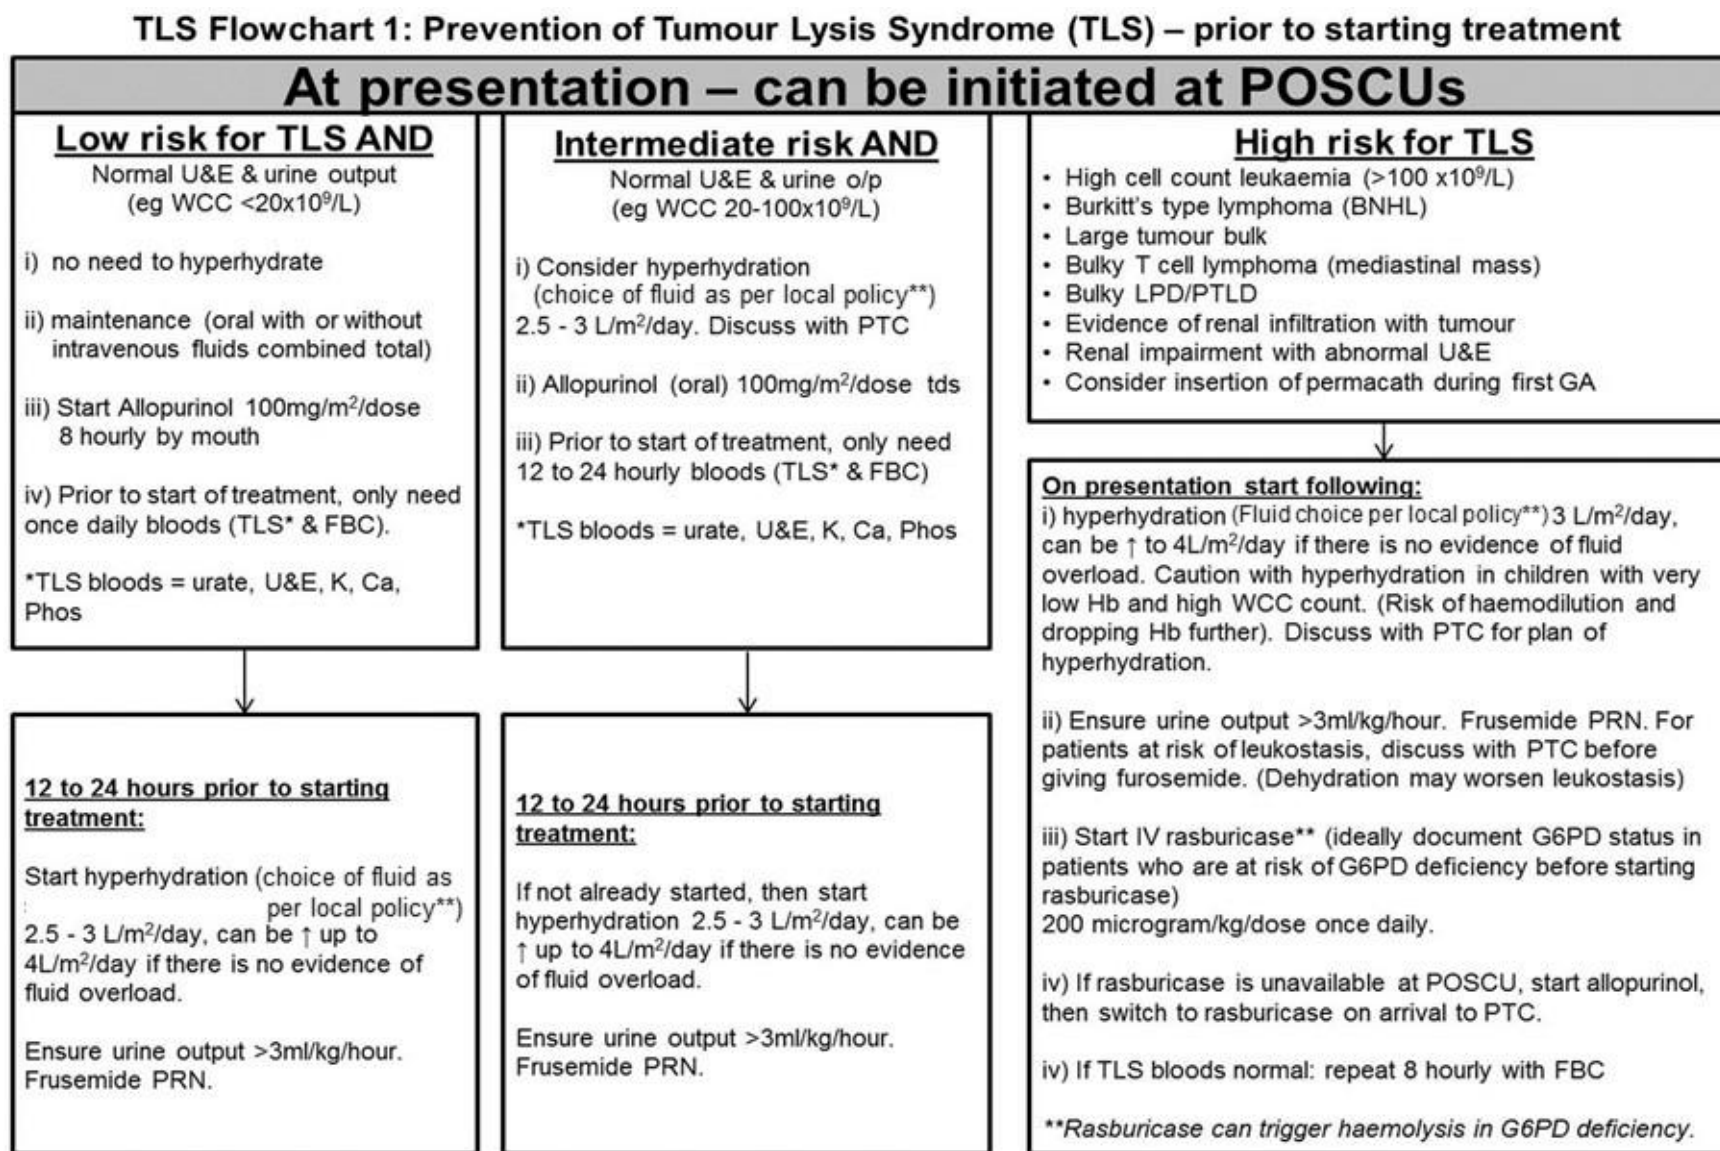 TLS Flowchart 1: Prevention of Tumour Lysis Syndrome (TLS) – prior to starting treatment
At presentation – can be initiated at POSCUs
Low risk for TLS AND
Normal U&E & urine output
(eg WCC <20x10⁹/L)
i) no need to hyperhydrate
ii) maintenance (oral with or without
intravenous fluids combined total)
iii) Start Allopurinol 100mg/m²/dose
8 hourly by mouth
iv) Prior to start of treatment, only need
once daily bloods (TLS* & FBC).
*TLS bloods = urate, U&E, K, Ca,
Phos
12 to 24 hours prior to starting
treatment:
Start hyperhydration (choice of fluid as
per local policy**)
2.5 - 3 L/m²/day, can be ↑ up to
4L/m²/day if there is no evidence of
fluid overload.
Ensure urine output >3ml/kg/hour.
Frusemide PRN.
Intermediate risk AND
Normal U&E & urine o/p
(eg WCC 20-100x10⁹/L)
i) Consider hyperhydration
(choice of fluid as per local policy**)
2.5 - 3 L/m²/day. Discuss with PTC
ii) Allopurinol (oral) 100mg/m²/dose tds
iii) Prior to start of treatment, only need
12 to 24 hourly bloods (TLS* & FBC)
*TLS bloods = urate, U&E, K, Ca, Phos
12 to 24 hours prior to starting
treatment:
If not already started, then start
hyperhydration 2.5 - 3 L/m²/day, can be
↑ up to 4L/m²/day if there is no evidence
of fluid overload.
Ensure urine output >3ml/kg/hour.
Frusemide PRN.
High risk for TLS
• High cell count leukaemia (>100 x10⁹/L)
• Burkitt's type lymphoma (BNHL)
• Large tumour bulk
• Bulky T cell lymphoma (mediastinal mass)
• Bulky LPD/PTLD
• Evidence of renal infiltration with tumour
• Renal impairment with abnormal U&E
• Consider insertion of permacath during first GA
On presentation start following:
i) hyperhydration (Fluid choice per local policy**) 3 L/m²/day,
can be ↑ to 4L/m²/day if there is no evidence of fluid
overload. Caution with hyperhydration in children with very
low Hb and high WCC count. (Risk of haemodilution and
dropping Hb further). Discuss with PTC for plan of
hyperhydration.
ii) Ensure urine output >3ml/kg/hour. Frusemide PRN. For
patients at risk of leukostasis, discuss with PTC before
giving furosemide. (Dehydration may worsen leukostasis)
iii) Start IV rasburicase** (ideally document G6PD status in
patients who are at risk of G6PD deficiency before starting
rasburicase)
200 microgram/kg/dose once daily.
iv) If rasburicase is unavailable at POSCU, start allopurinol,
then switch to rasburicase on arrival to PTC.
iv) If TLS bloods normal: repeat 8 hourly with FBC
**Rasburicase can trigger haemolysis in G6PD deficiency.